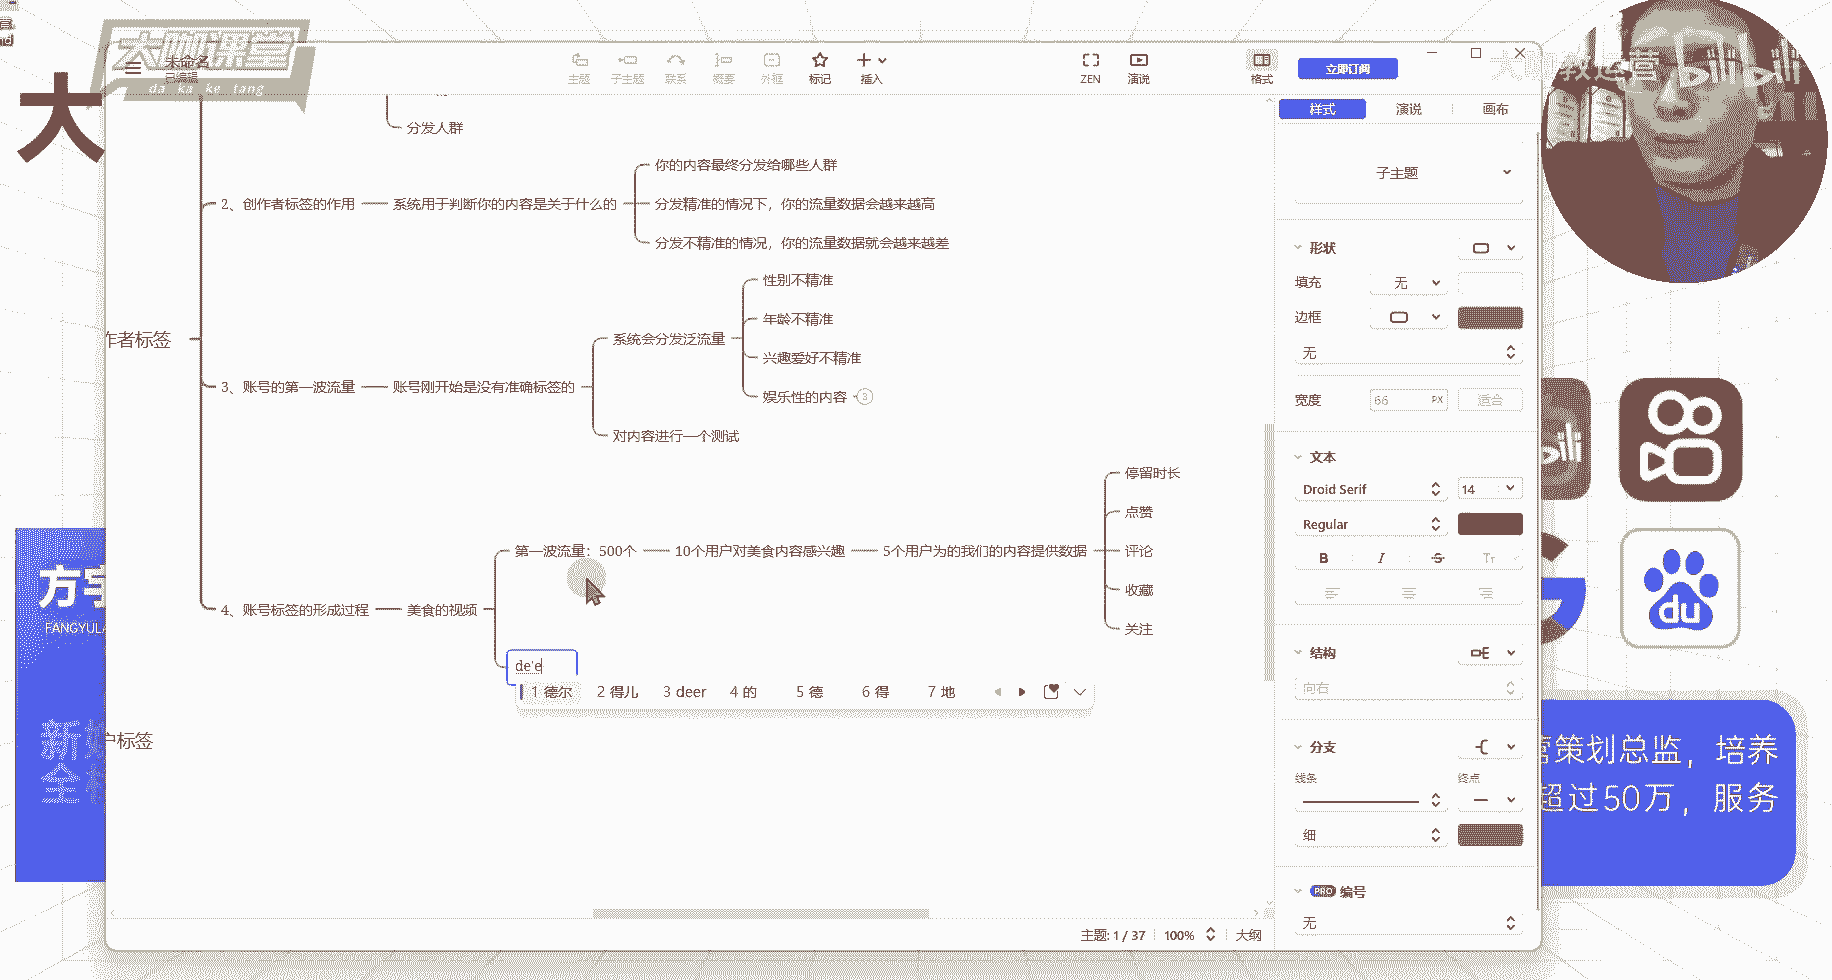 大咖课堂
da ka ke tang
未命名
已编辑
主题
子主题
联系
概要
外框
标记
插入
ZEN
演说
格式
立即订阅
bilibili
大
样式
演说
画布
分发人群
2、创作者标签的作用
系统用于判断你的内容是关于什么的
你的内容最终分发给哪些人群
分发精准的情况下，你的流量数据会越来越高
分发不精准的情况，你的流量数据就会越来越差
作者标签
3、账号的第一波流量
账号刚开始是没有准确标签的
系统会分发泛流量
性别不精准
年龄不精准
兴趣爱好不精准
娱乐性的内容
3
对内容进行一个测试
4、账号标签的形成过程
美食的视频
第一波流量：500个
10个用户对美食内容感兴趣
5个用户为的我们的内容提供数据
停留时长
点赞
评论
收藏
关注
de'e
1 德尔 2 得儿 3 deer 4 的 5 德 6 得 7 地
户标签
子主题
形状
填充
无
边框
无
宽度
66
PX
适合
文本
Droid Serif
14
Regular
B
I
S
Tr
结构
向右
分支
线条
终点
细
PRO 编号
无
主题: 1 / 37
100%
大纲
FANGYULA
du
营策划总监，培养
超过50万，服务